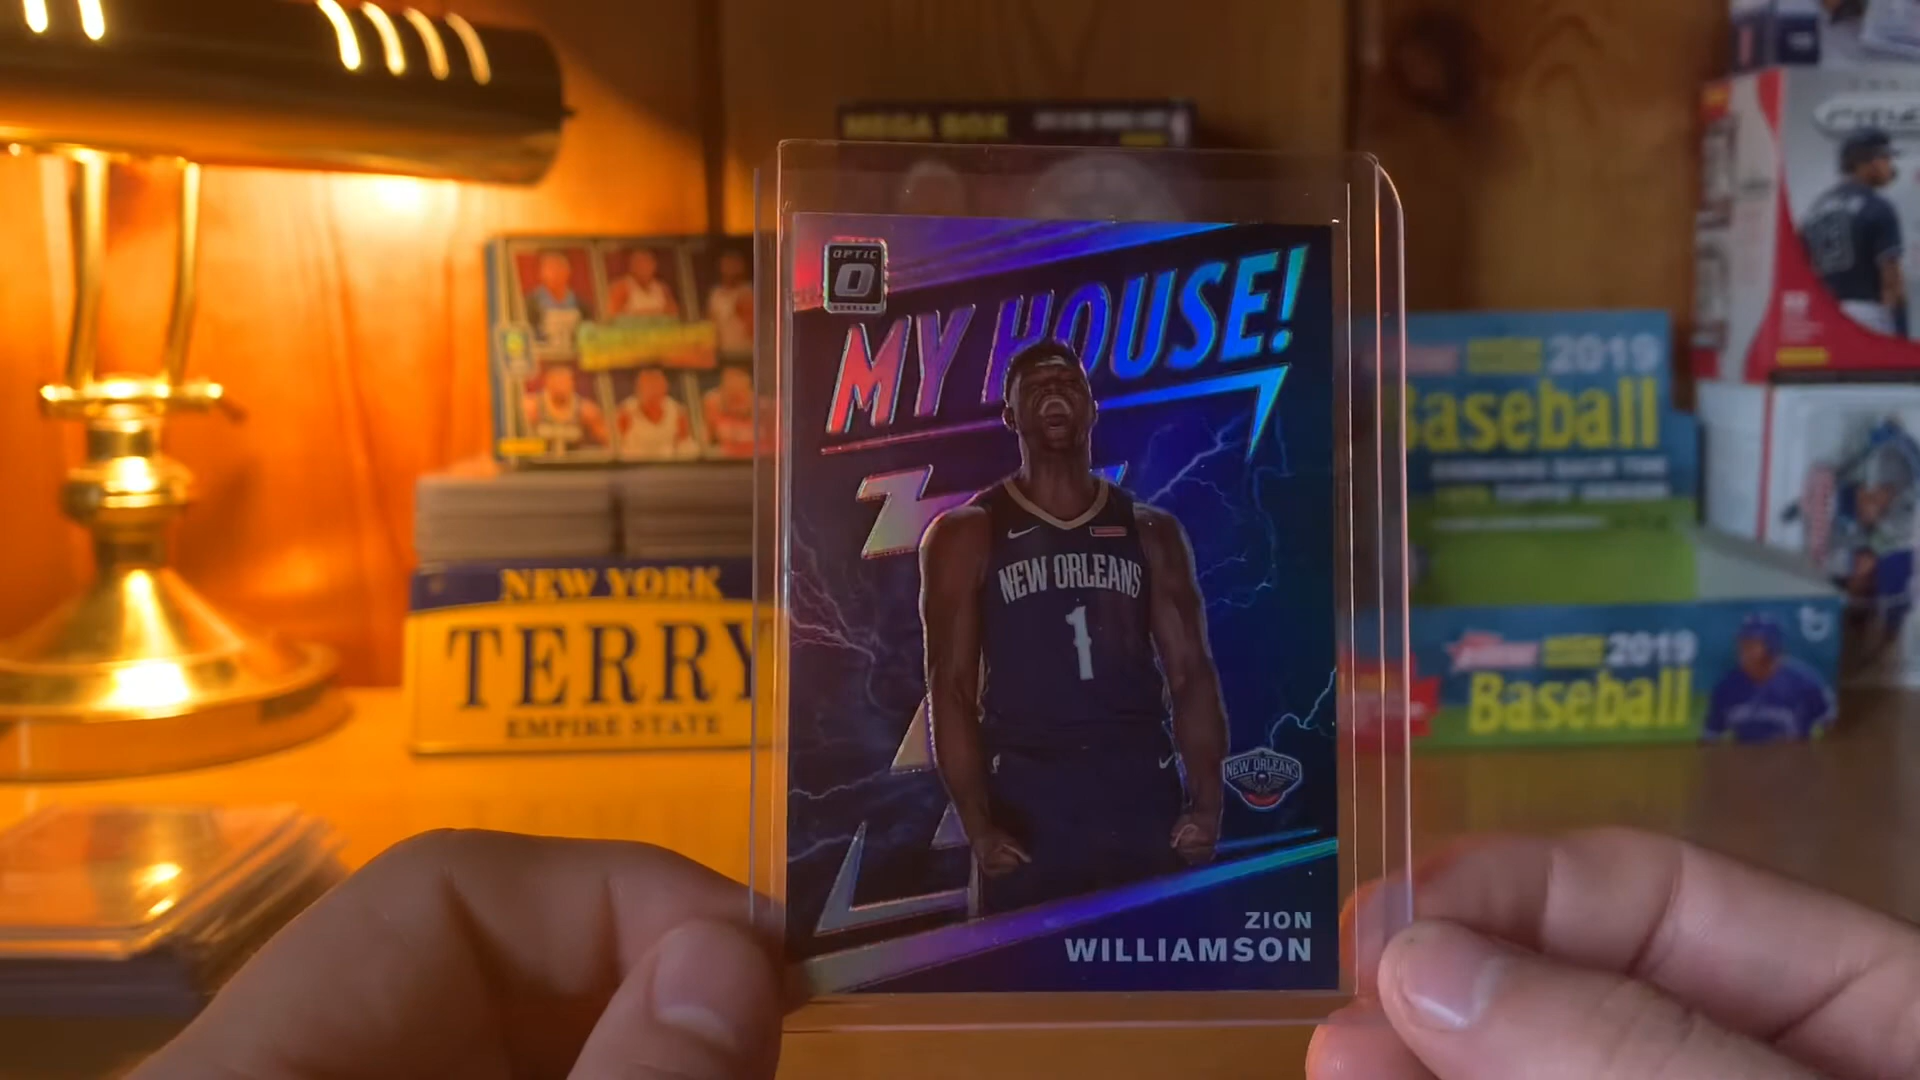 MEGA BOX
OPTIC
MY HOUSE!
NEW ORLEANS
1
NEW ORLEANS
ZION
WILLIAMSON
NEW YORK
TERRY
EMPIRE STATE
2019
Baseball
2019
Baseball